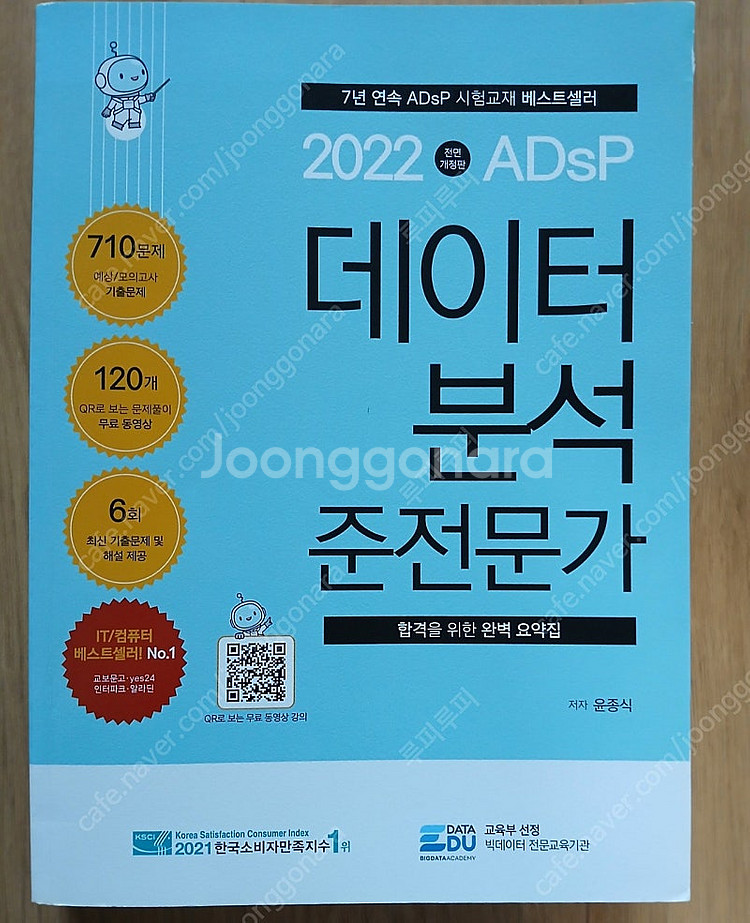 7년 연속 ADsP 시험교재 베스트셀러
2022 전면 개정판 ADsP
데이터
분석
준전문가
합격을 위한 완벽 요약집
710문제
예상/모의고사
기출문제
120개
QR로 보는 문제풀이
무료 동영상
6회
최신 기출문제 및
해설 제공
IT/컴퓨터
베스트셀러! No.1
교보문고·yes24
인터파크·알라딘
QR로 보는 무료 동영상 강의
저자 윤종식
KSCI Korea Satisfaction Consumer Index
2021 한국소비자만족지수 1위
DATA
EDU
BIGDATAACADEMY
교육부 선정
빅데이터 전문교육기관
Joonggonara
cafe.naver.com/joonggonara
루피루피